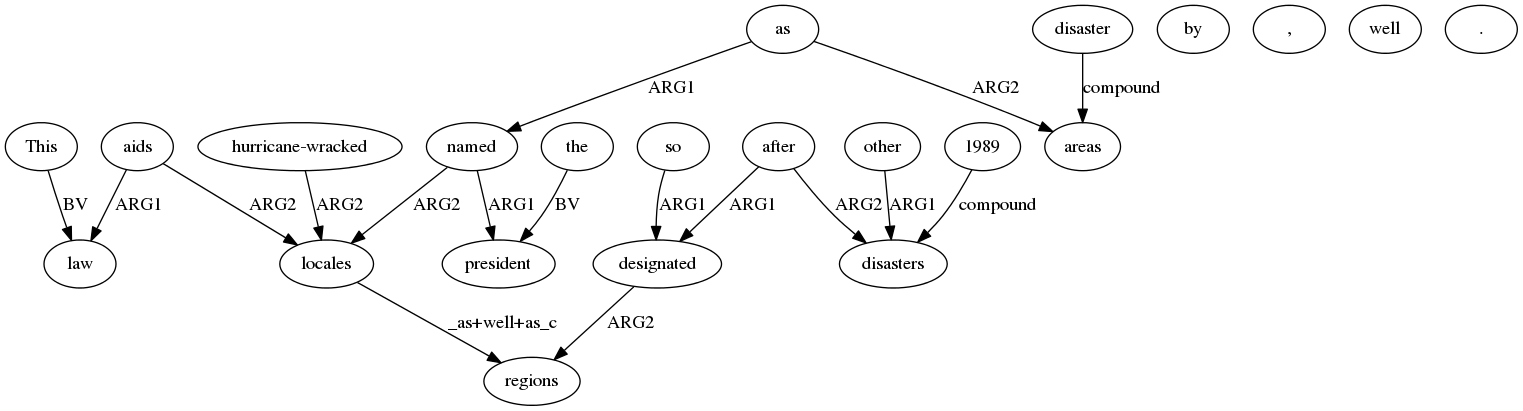 as disaster by , well .
ARG1 ARG2 compound
This aids hurricane-wracked named the so after other 1989 areas
BV ARG1 ARG2 ARG2 ARG2 ARG1 BV ARG1 ARG1 ARG2 ARG1 compound
law locales president designated disasters
_as+well+as_c ARG2
regions